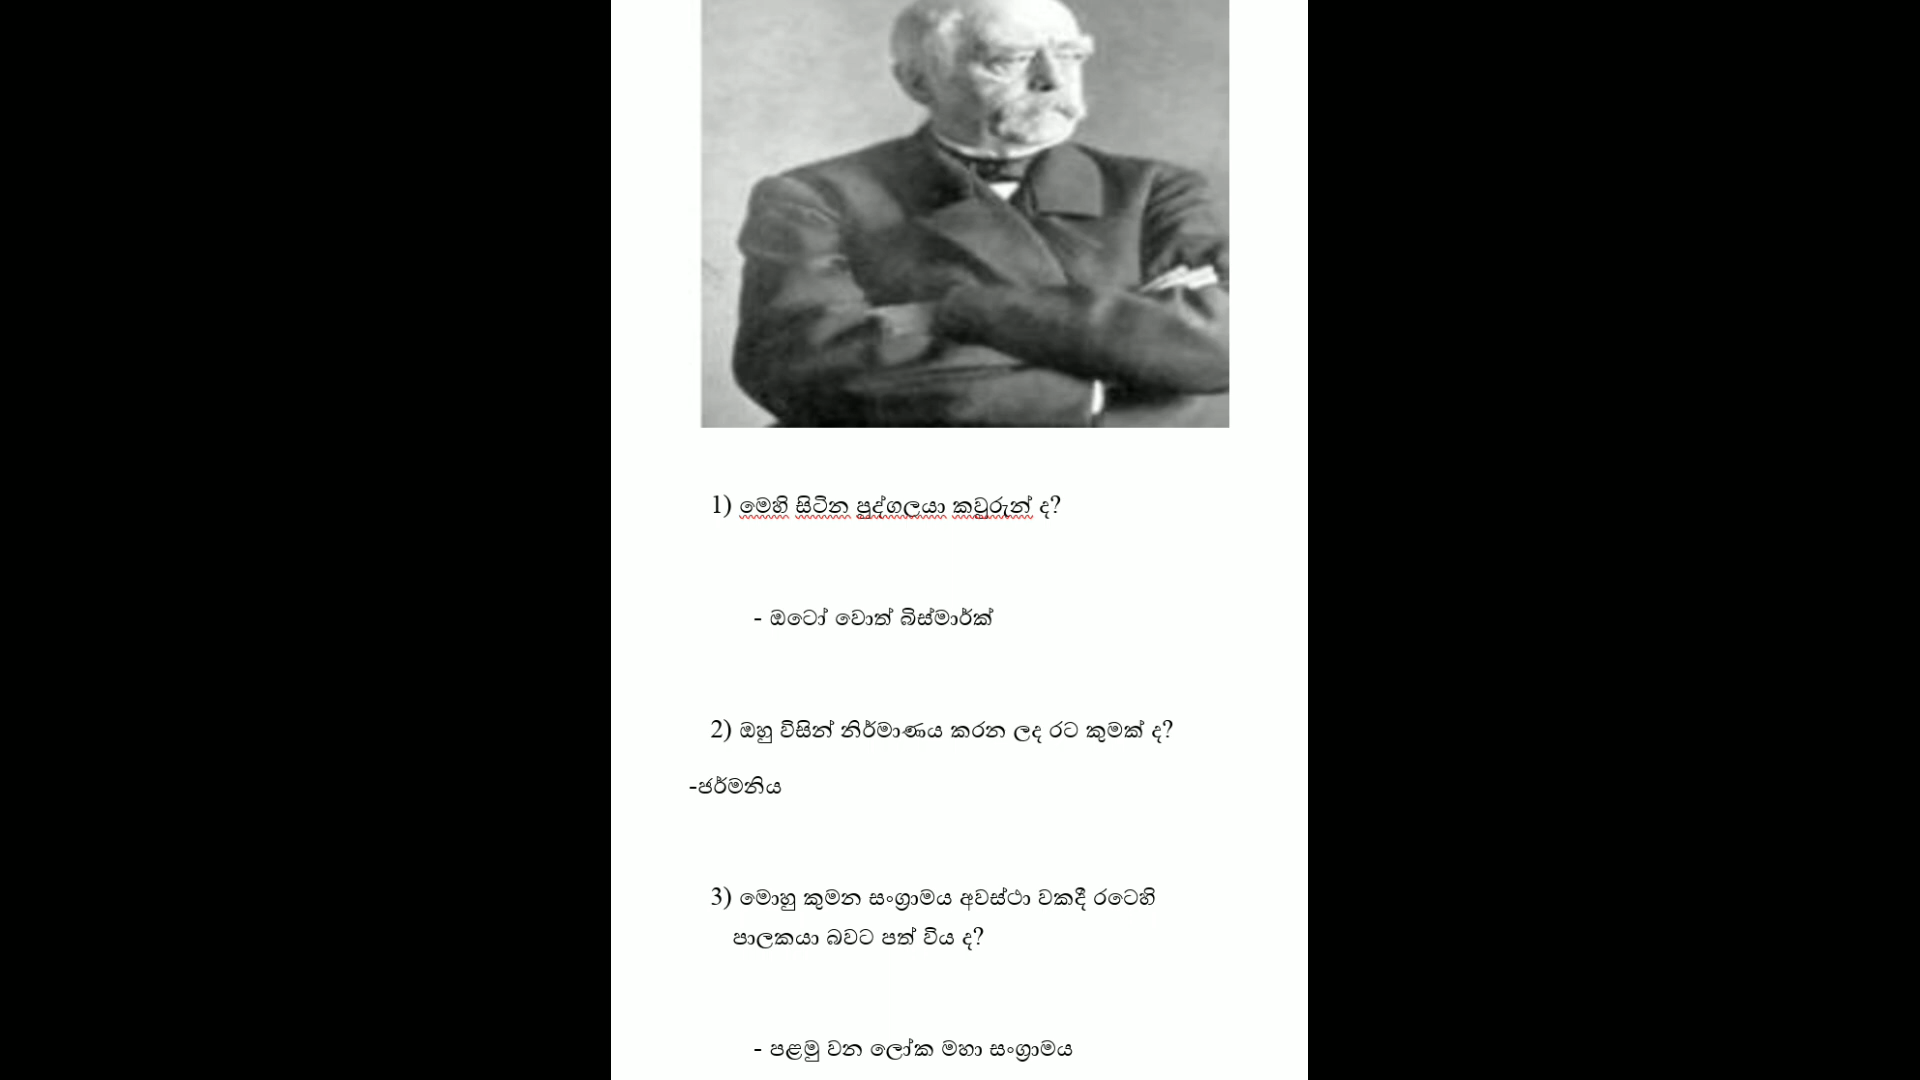 1) මෙහි සිටින පුද්ගලයා කවුරුන් ද?
- ඔටෝ වොත් බිස්මාර්ක්
2) ඔහු විසින් නිර්මාණය කරන ලද රට කුමක් ද?
-ජර්මනිය
3) මොහු කුමන සංග්‍රාමය අවස්ථා වකදී රටෙහි
පාලකයා බවට පත් විය ද?
- පළමු වන ලෝක මහා සංග්‍රාමය